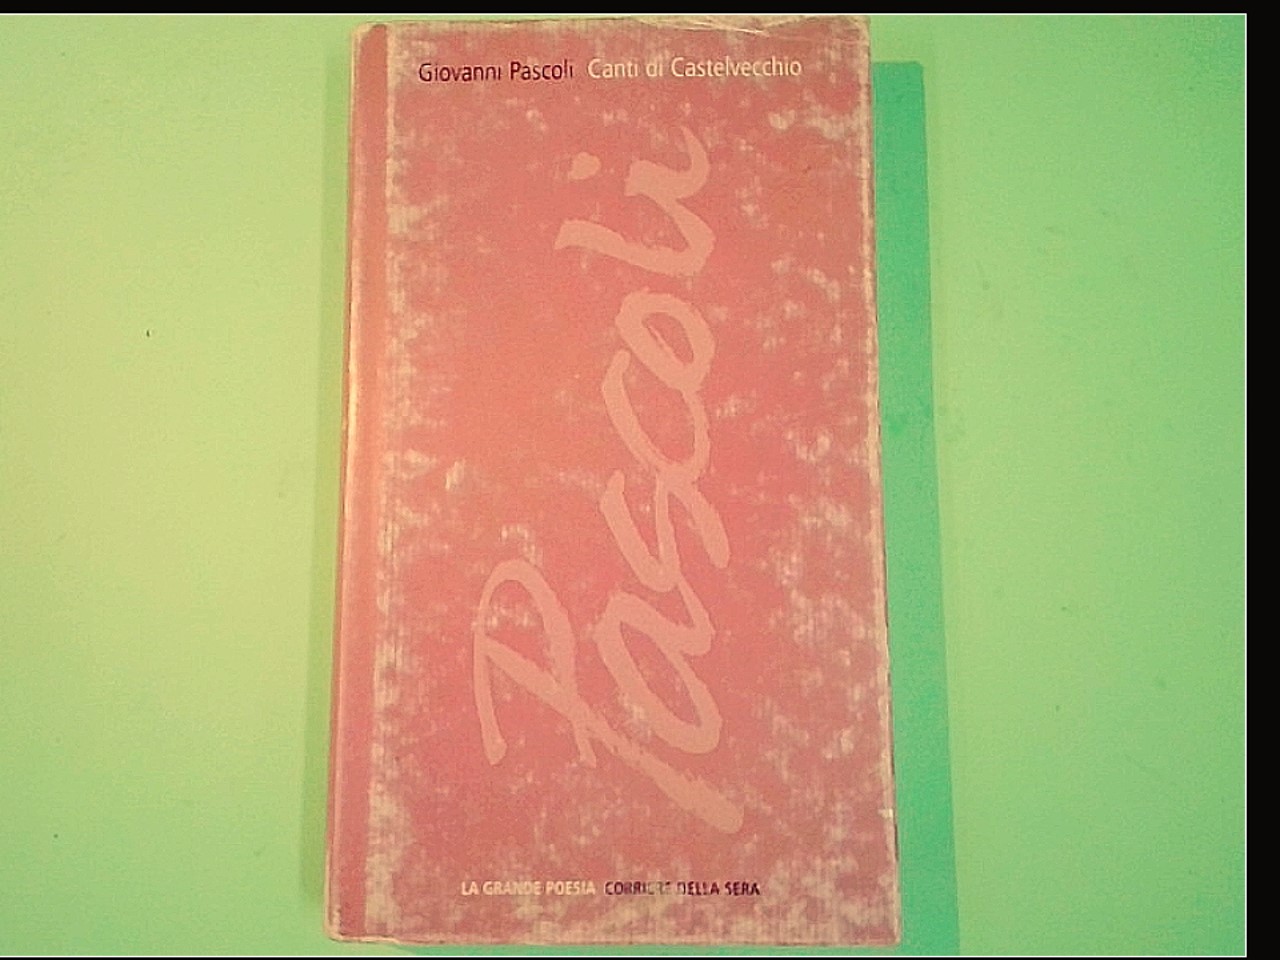 Giovanni Pascoli Canti di Castelvecchio
Pascoli
LA GRANDE POESIA CORRIERE DELLA SERA